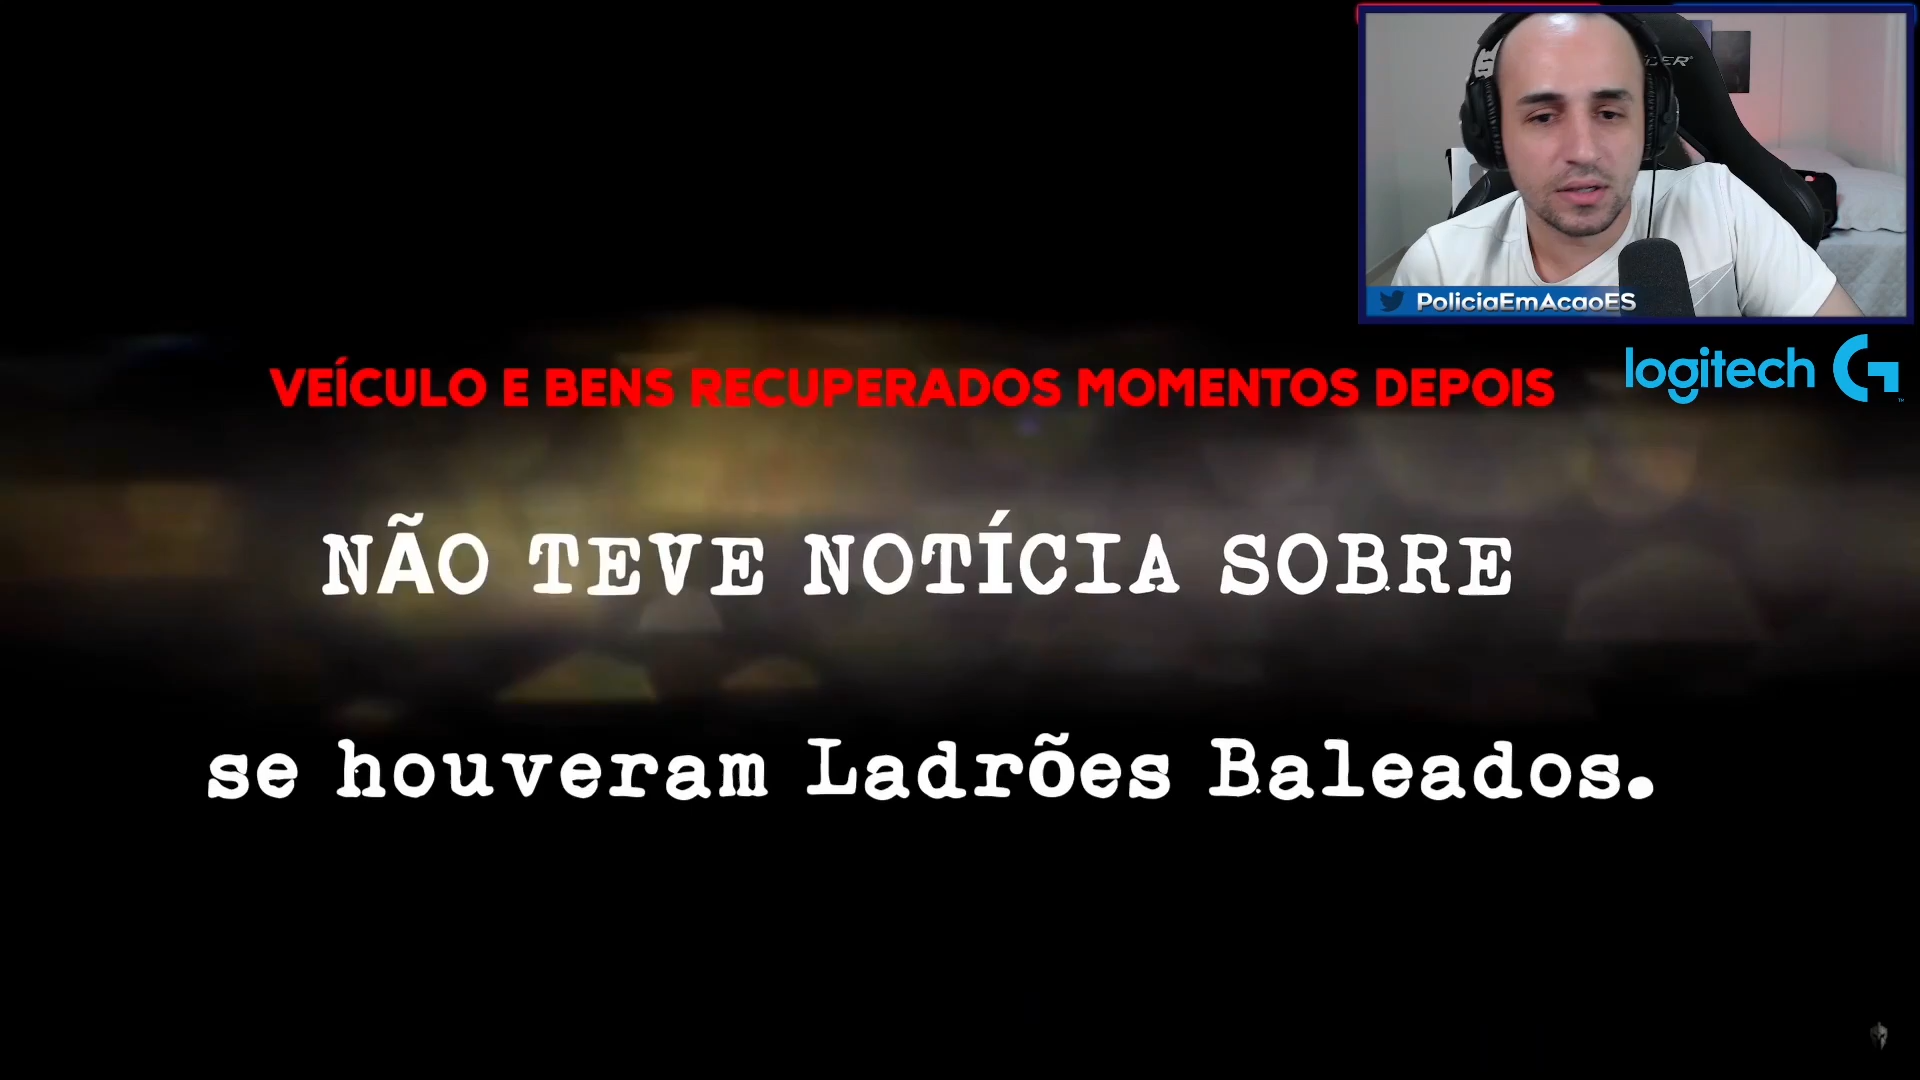 PoliciaEmAcaoES
logitech G
VEÍCULO E BENS RECUPERADOS MOMENTOS DEPOIS
NÃO TEVE NOTÍCIA SOBRE
se houveram Ladrões Baleados.